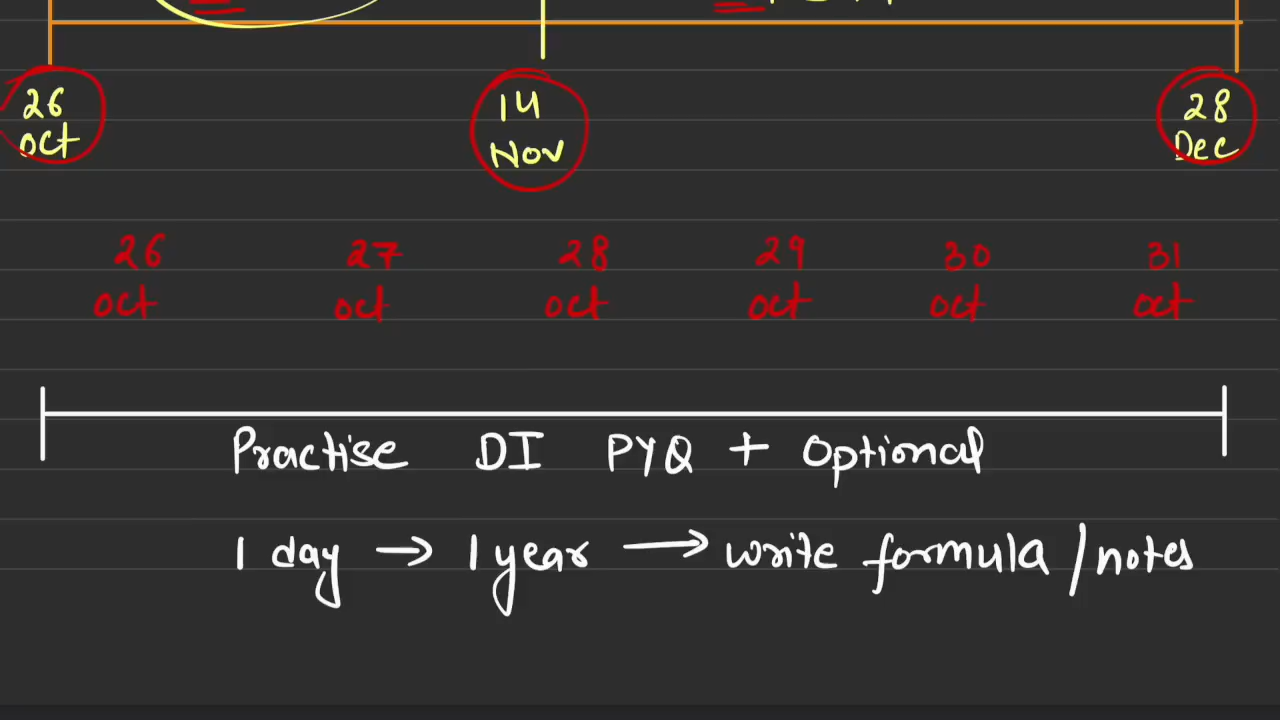 26 14 28
oct Nov Dec
26 27 28 29 30 31
oct oct oct oct oct oct
Practise DI PYQ + Optional
1 day → 1 year → write formula / notes